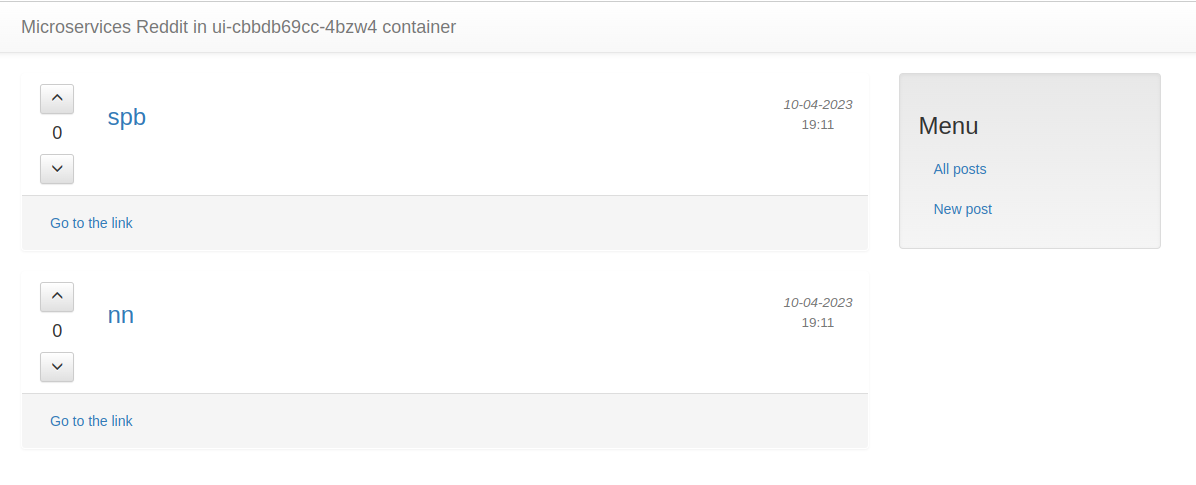 Microservices Reddit in ui-cbbdb69cc-4bzw4 container
0
spb
10-04-2023
19:11
Go to the link
0
nn
10-04-2023
19:11
Go to the link
Menu
All posts
New post